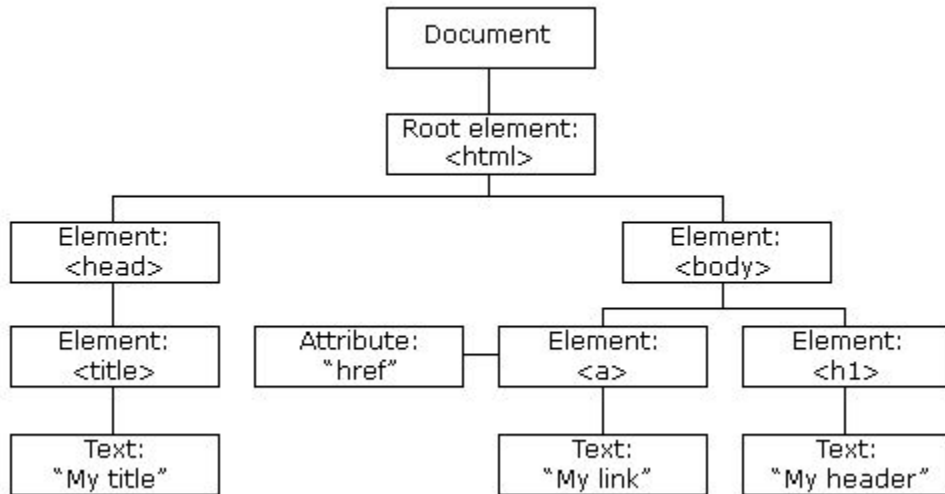 Document
Root element:
<html>
Element:
<head>
Element:
<body>
Element:
<title>
Attribute:
“href”
Element:
<a>
Element:
<h1>
Text:
“My title”
Text:
“My link”
Text:
“My header”